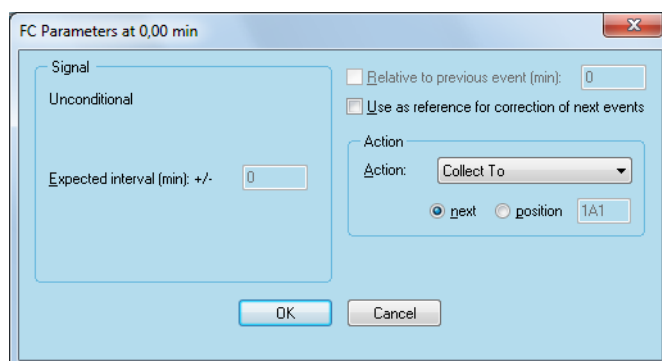 FC Parameters at 0,00 min
Signal
Unconditional
Expected interval (min): +/- 0
Relative to previous event (min): 0
Use as reference for correction of next events
Action
Action: Collect To
next position 1A1
OK Cancel